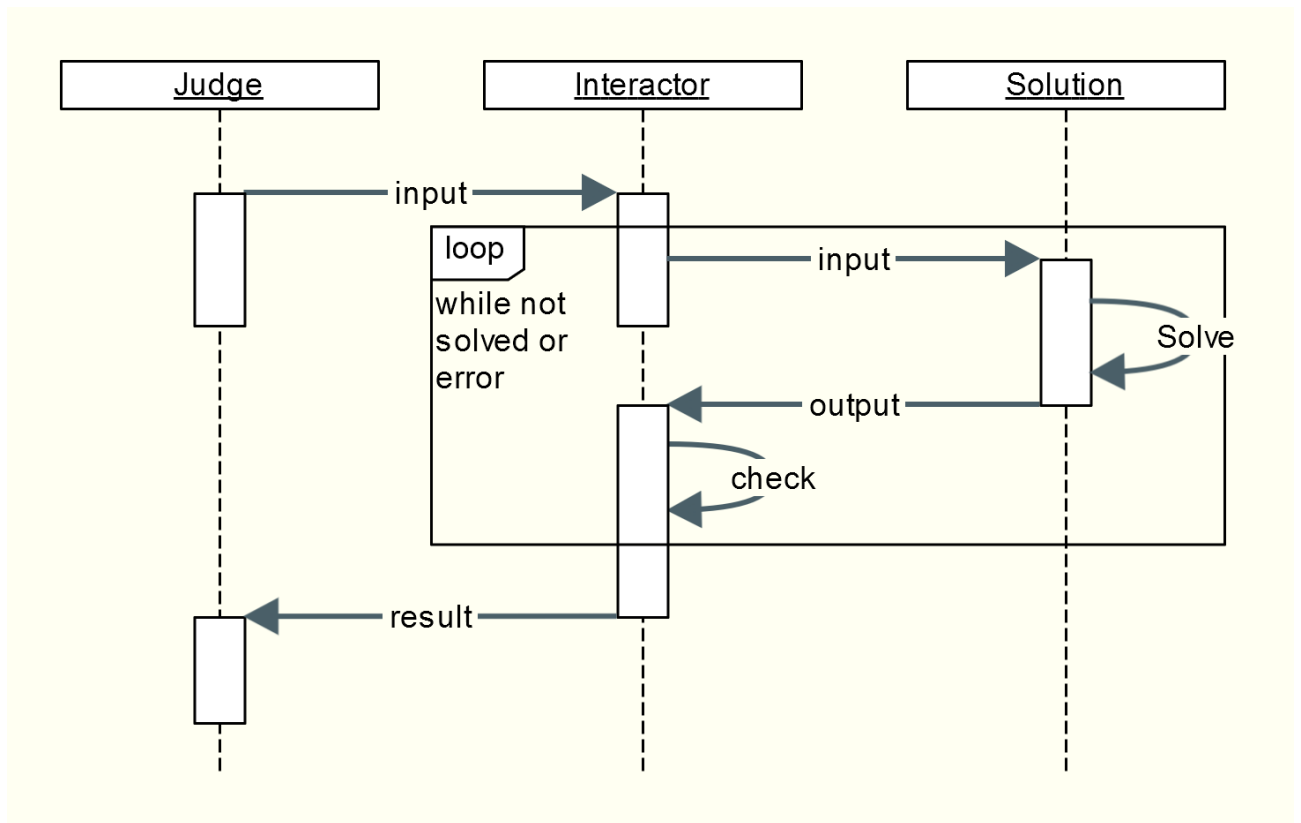 Judge
Interactor
Solution
input
loop
input
while not
solved or
error
Solve
output
check
result